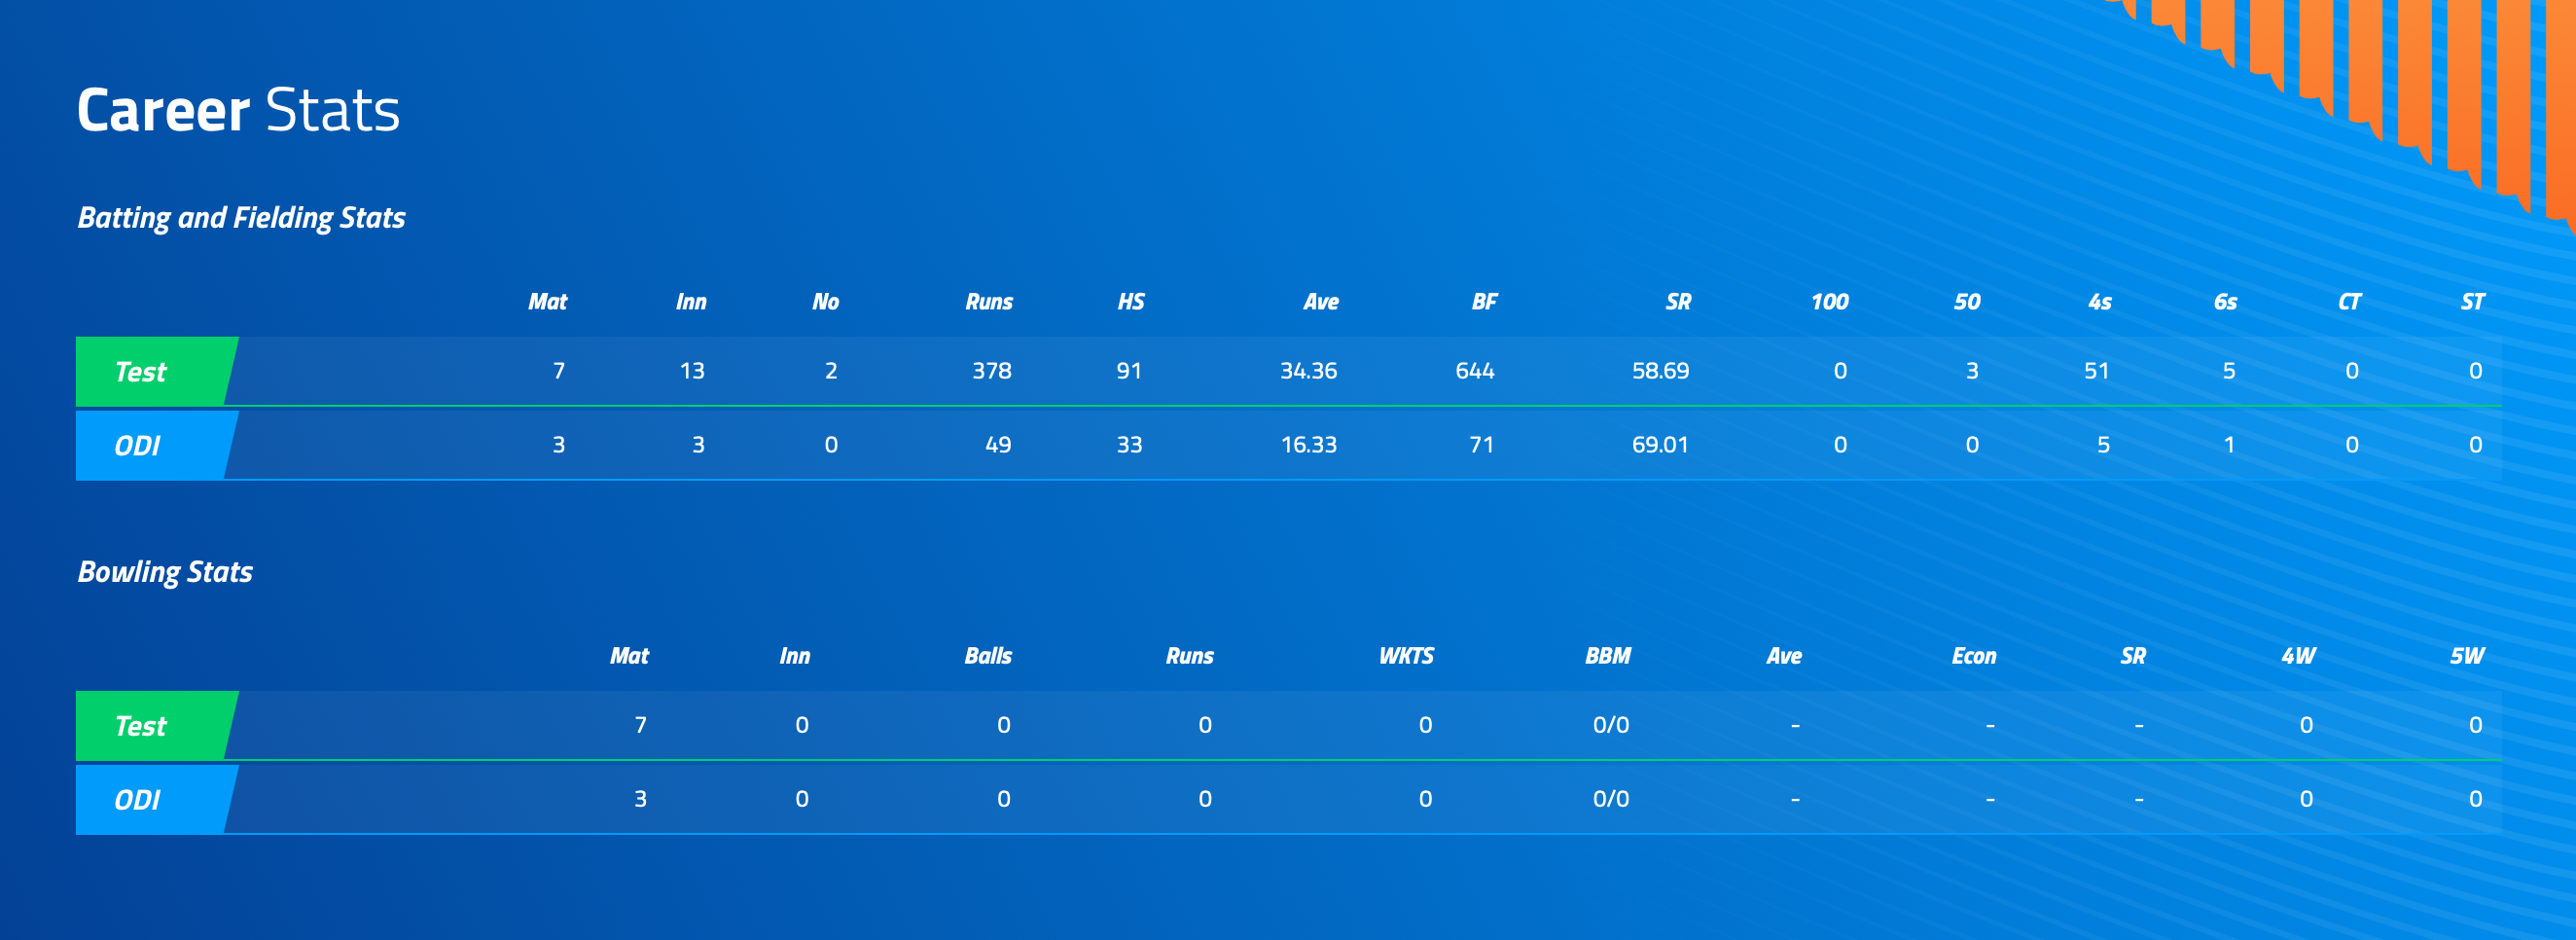 Career Stats
Batting and Fielding Stats
Mat Inn No Runs HS Ave BF SR 100 50 4s 6s CT ST
Test 7 13 2 378 91 34.36 644 58.69 0 3 51 5 0 0
ODI 3 3 0 49 33 16.33 71 69.01 0 0 5 1 0 0
Bowling Stats
Mat Inn Balls Runs WKTS BBM Ave Econ SR 4W 5W
Test 7 0 0 0 0 0/0 - - - 0 0
ODI 3 0 0 0 0 0/0 - - - 0 0